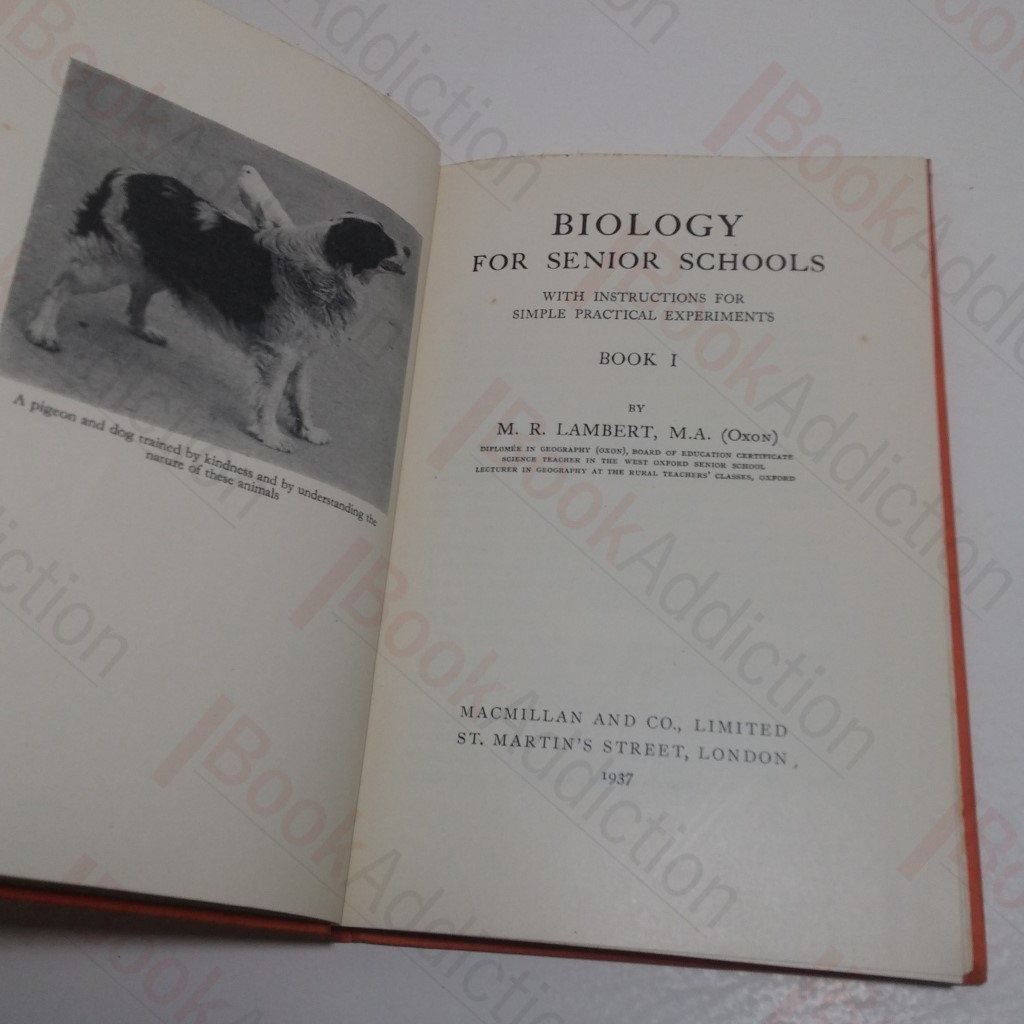 A pigeon and dog trained by kindness and by understanding the
nature of these animals
BIOLOGY
FOR SENIOR SCHOOLS
WITH INSTRUCTIONS FOR
SIMPLE PRACTICAL EXPERIMENTS
BOOK I
BY
M. R. LAMBERT, M.A. (OXON)
DIPLOMÉE IN GEOGRAPHY (OXON), BOARD OF EDUCATION CERTIFICATE
SCIENCE TEACHER IN THE WEST OXFORD SENIOR SCHOOL
LECTURER IN GEOGRAPHY AT THE RURAL TEACHERS' CLASSES, OXFORD
MACMILLAN AND CO., LIMITED
ST. MARTIN'S STREET, LONDON
1937
BookAddiction